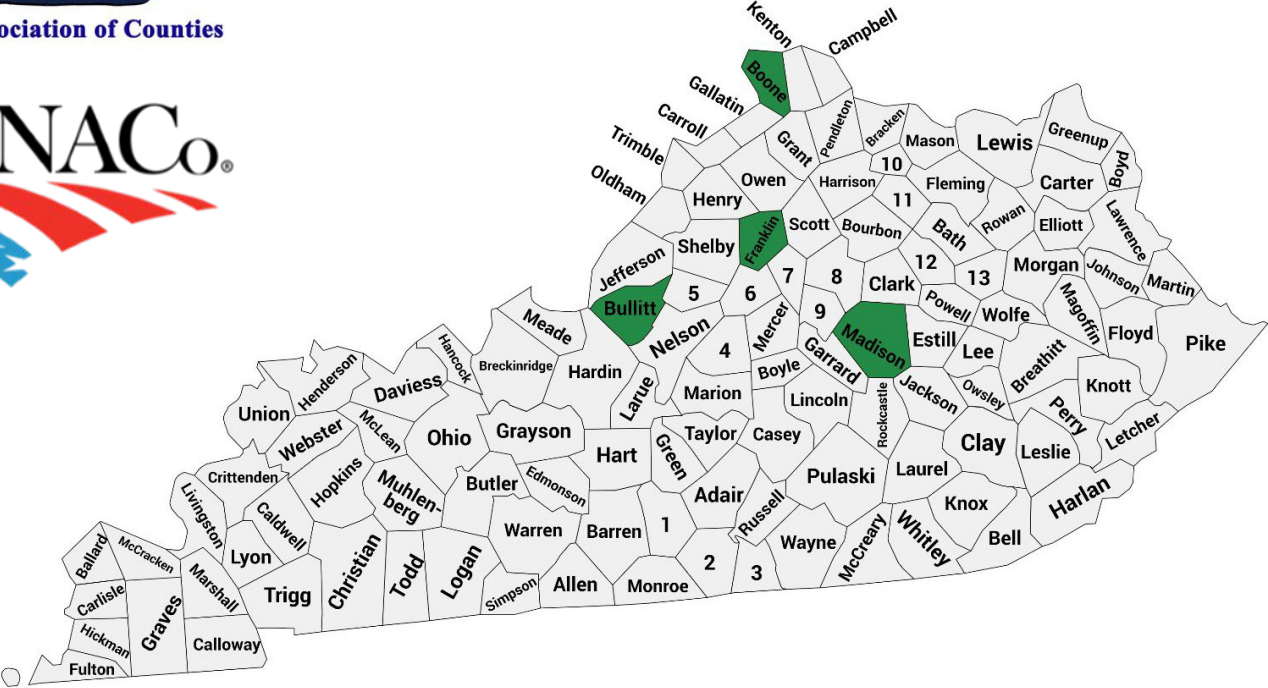 ociation of Counties
NACo.®
Kenton
Campbell
Boone
Gallatin
Carroll
Trimble
Oldham
Grant
Pendleton
Bracken
Mason
Lewis
Greenup
Boyd
10
Owen
Harrison
Fleming
Carter
Henry
11
Rowan
Elliott
Lawrence
Shelby
Franklin
Scott
Bourbon
Bath
Jefferson
12
13
Morgan
Johnson
Martin
Bullitt
5
6
7
8
Clark
Powell
Wolfe
Magoffin
Floyd
Pike
Meade
Nelson
Mercer
9
Madison
Estill
Lee
Breathitt
Hancock
Breckinridge
Hardin
4
Boyle
Garrard
Knott
Henderson
Daviess
Larue
Marion
Lincoln
Rockcastle
Jackson
Owsley
Perry
Letcher
Union
Webster
McLean
Ohio
Grayson
Hart
Green
Taylor
Casey
Clay
Leslie
Crittenden
Hopkins
Muhlen-
berg
Butler
Edmonson
Adair
Pulaski
Laurel
Harlan
Livingston
Caldwell
Warren
Barren
1
Russell
Knox
Lyon
Wayne
McCreary
Whitley
Bell
Ballard
McCracken
Marshall
Trigg
Christian
Todd
Logan
Simpson
Allen
Monroe
2
3
Carlisle
Graves
Hickman
Calloway
Fulton